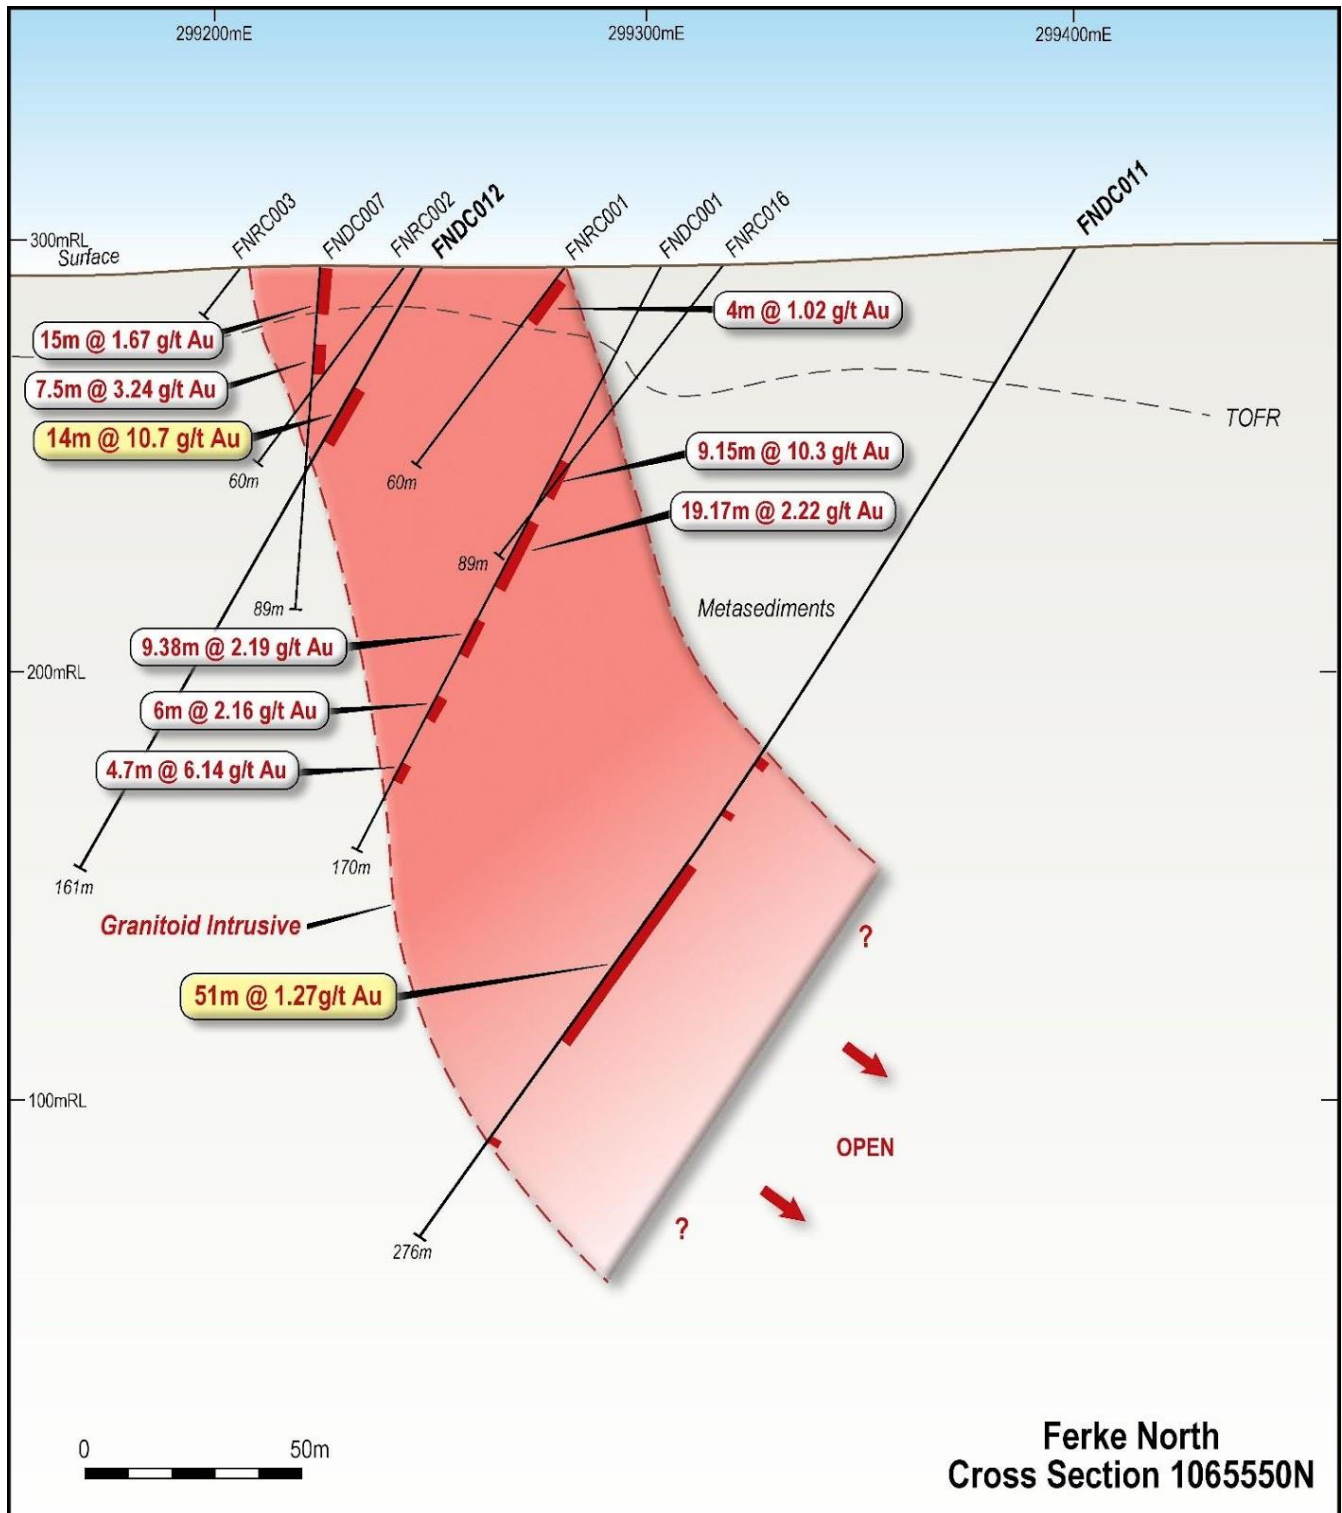 299200mE
299300mE
299400mE
300mRL
Surface
FNRC003
FNDC007
FNRC002
FNDC012
FNRC001
FNDC001
FNRC016
FNDC011
15m @ 1.67 g/t Au
4m @ 1.02 g/t Au
7.5m @ 3.24 g/t Au
TOFR
14m @ 10.7 g/t Au
9.15m @ 10.3 g/t Au
60m
60m
19.17m @ 2.22 g/t Au
89m
89m
Metasediments
9.38m @ 2.19 g/t Au
200mRL
6m @ 2.16 g/t Au
4.7m @ 6.14 g/t Au
170m
161m
Granitoid Intrusive
?
51m @ 1.27g/t Au
100mRL
OPEN
?
276m
Ferke North
Cross Section 1065550N
0 50m